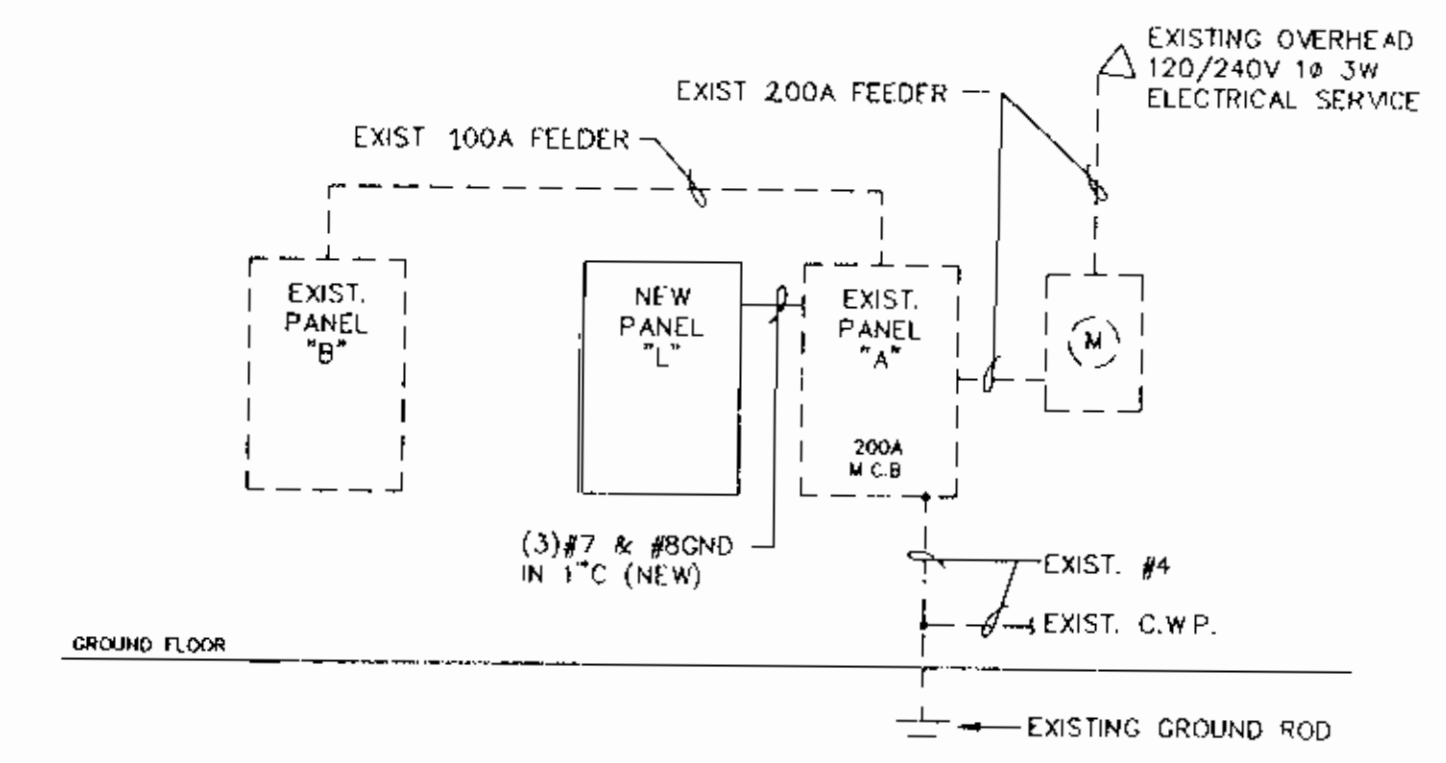 EXISTING OVERHEAD
120/240V 1ø 3W
ELECTRICAL SERVICE
EXIST 200A FEEDER
EXIST 100A FEEDER
EXIST.
PANEL
"B"
NEW
PANEL
"L"
EXIST.
PANEL
"A"
200A
M.C.B
M
(3)#7 & #8GND
IN 1"C (NEW)
EXIST. #4
EXIST. C.W.P.
GROUND FLOOR
EXISTING GROUND ROD